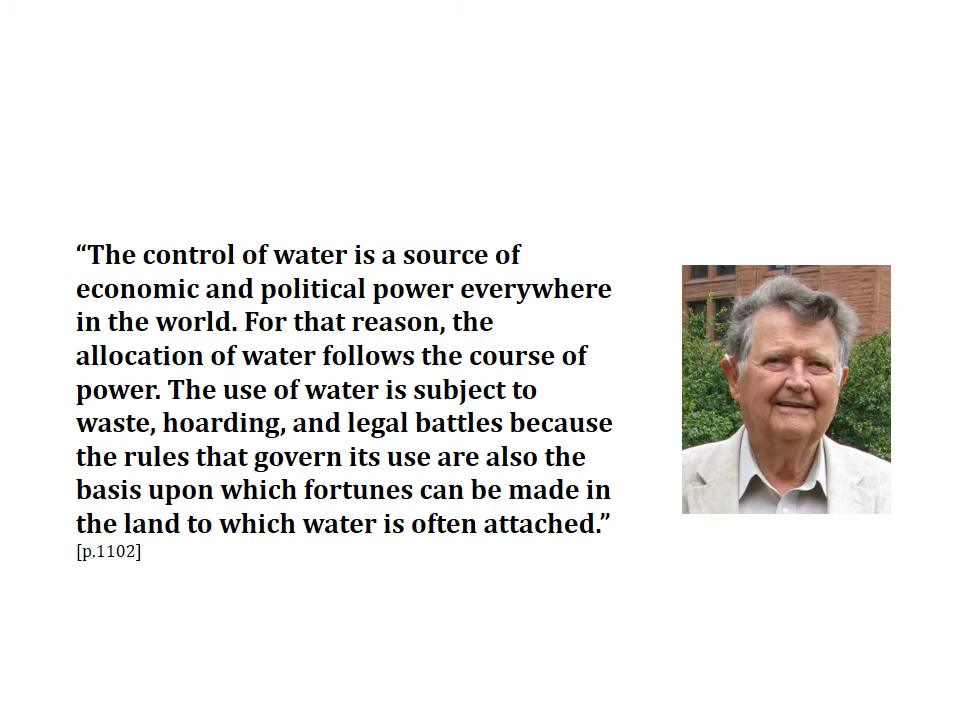 “The control of water is a source of
economic and political power everywhere
in the world. For that reason, the
allocation of water follows the course of
power. The use of water is subject to
waste, hoarding, and legal battles because
the rules that govern its use are also the
basis upon which fortunes can be made in
the land to which water is often attached.”
[p.1102]